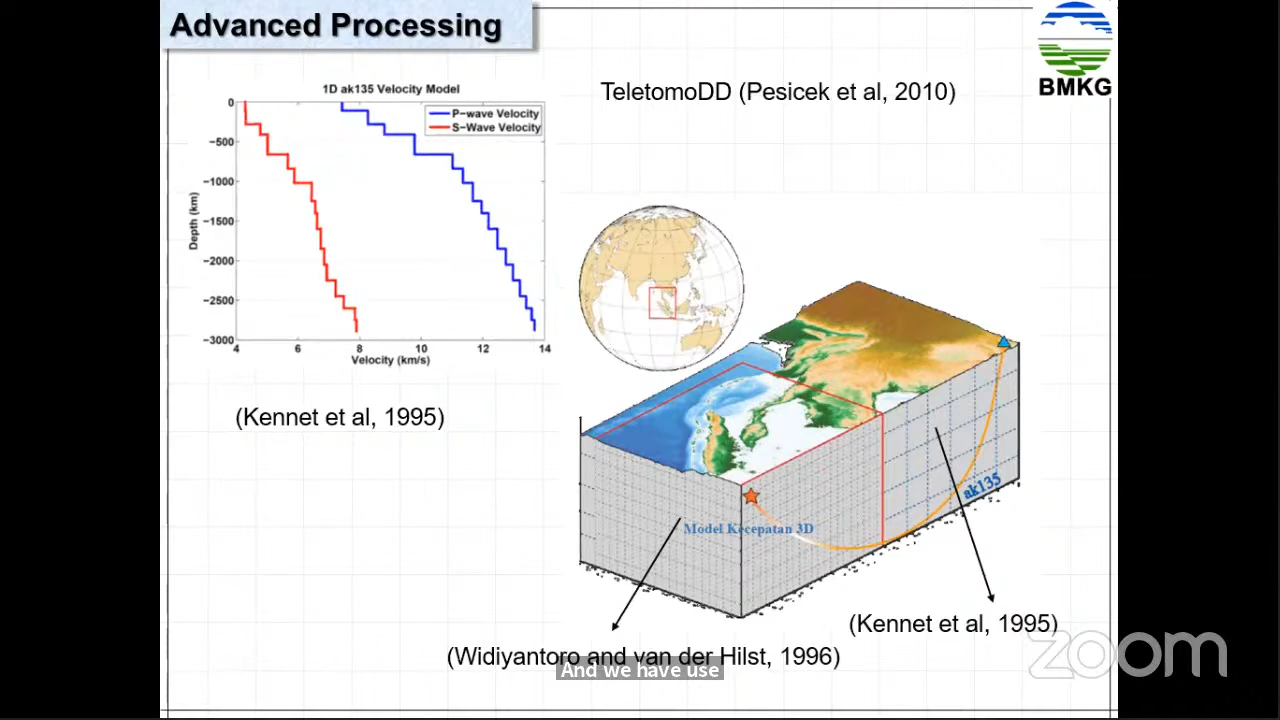 Advanced Processing
BMKG
TeletomoDD (Pesicek et al, 2010)
1D ak135 Velocity Model
P-wave Velocity
S-Wave Velocity
0
-500
-1000
-1500
-2000
-2500
-3000
Depth (km)
4 6 8 10 12 14
Velocity (km/s)
(Kennet et al, 1995)
ak135
Model Kecepatan 3D
(Kennet et al, 1995)
(Widiyantoro and van der Hilst, 1996)
And we have use
zoom